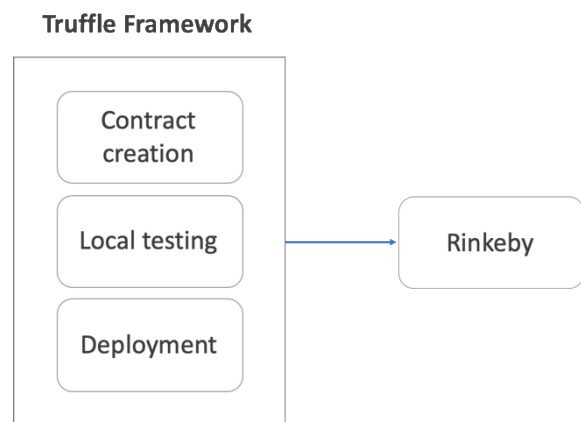 Truffle Framework
Contract
creation
Local testing
Rinkeby
Deployment